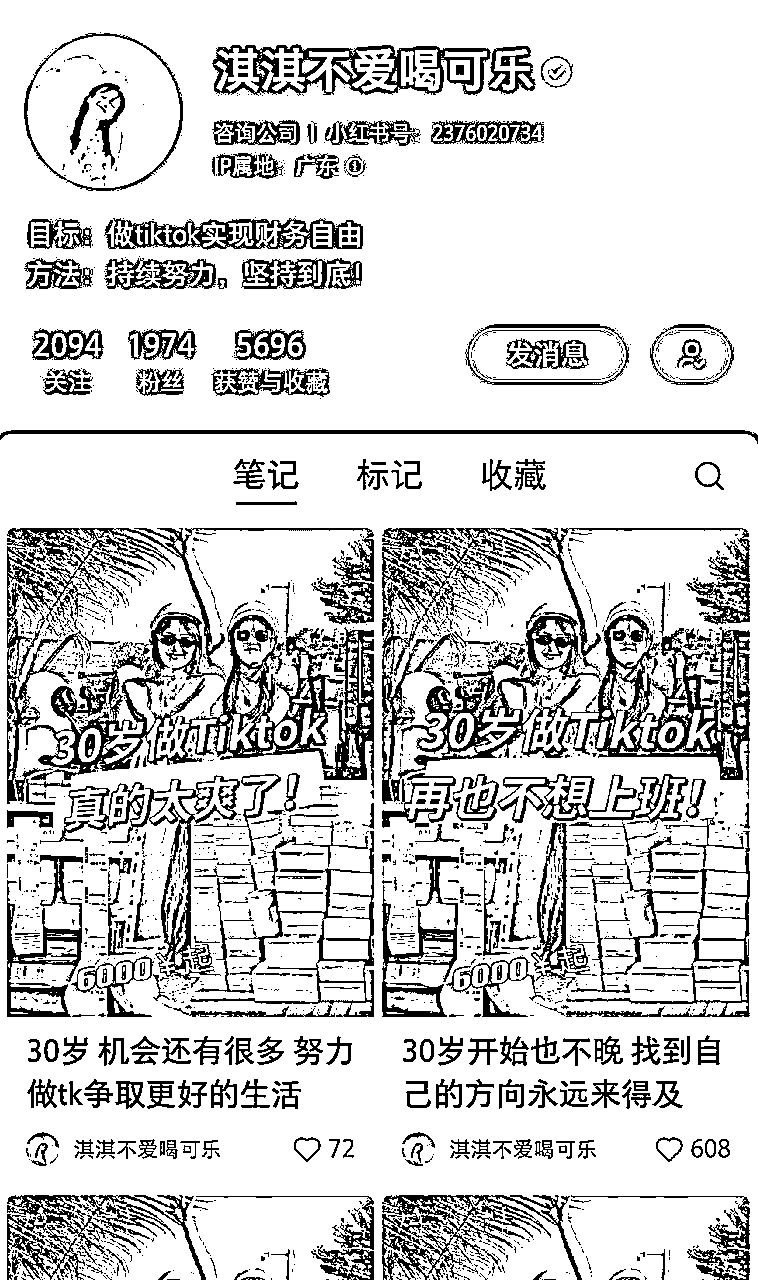 淇淇不爱喝可乐
咨询公司 | 小红书号：2376020734
IP属地：广东
目标：做tiktok实现财务自由
方法：持续努力，坚持到底！
2094 1974 5696
关注 粉丝 获赞与收藏
发消息
笔记 标记 收藏
30岁做Tiktok
真的太爽了！
6000 羊起
30岁 机会还有很多 努力
做tk争取更好的生活
淇淇不爱喝可乐 72
30岁做Tiktok
再也不想上班！
6000 羊起
30岁开始也不晚 找到自
己的方向永远来得及
淇淇不爱喝可乐 608